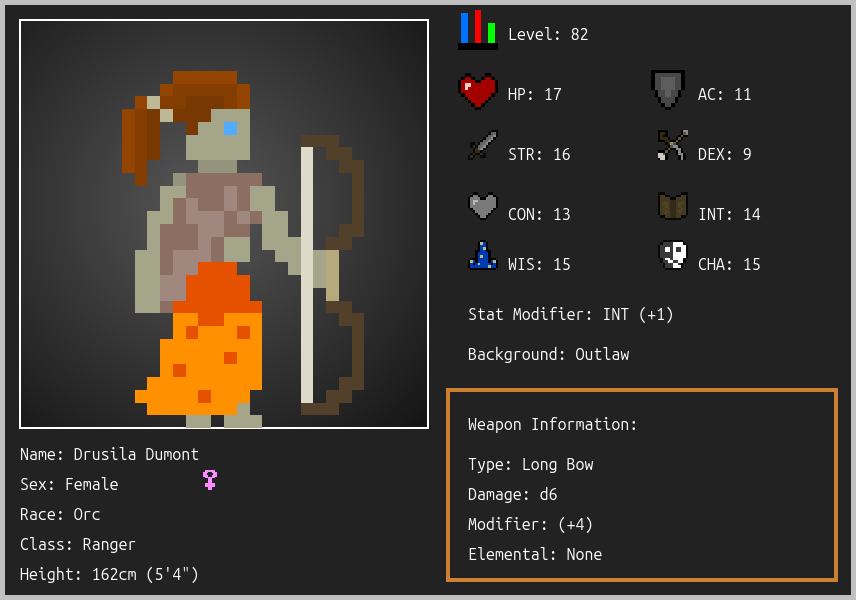 Level: 82
HP: 17
AC: 11
STR: 16
DEX: 9
CON: 13
INT: 14
WIS: 15
CHA: 15
Stat Modifier: INT (+1)
Background: Outlaw
Weapon Information:
Type: Long Bow
Damage: d6
Modifier: (+4)
Elemental: None
Name: Drusila Dumont
Sex: Female
Race: Orc
Class: Ranger
Height: 162cm (5'4")